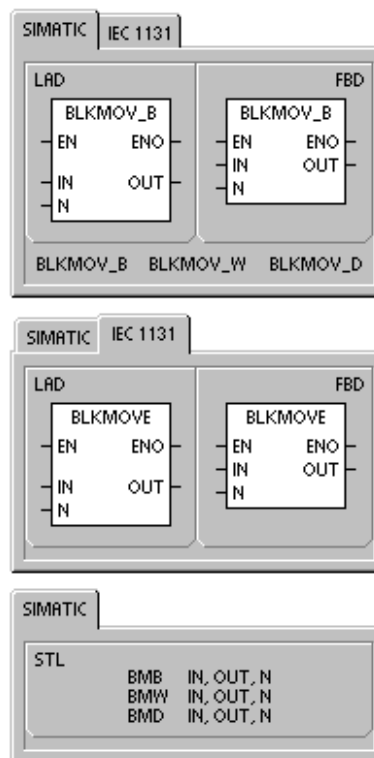 SIMATIC IEC 1131
LAD FBD
BLKMOV_B BLKMOV_B
EN ENO EN ENO
IN OUT
IN OUT N
N
BLKMOV_B BLKMOV_W BLKMOV_D
SIMATIC IEC 1131
LAD FBD
BLKMOVE BLKMOVE
EN ENO EN ENO
IN OUT
IN OUT N
N
SIMATIC
STL
BMB IN, OUT, N
BMW IN, OUT, N
BMD IN, OUT, N